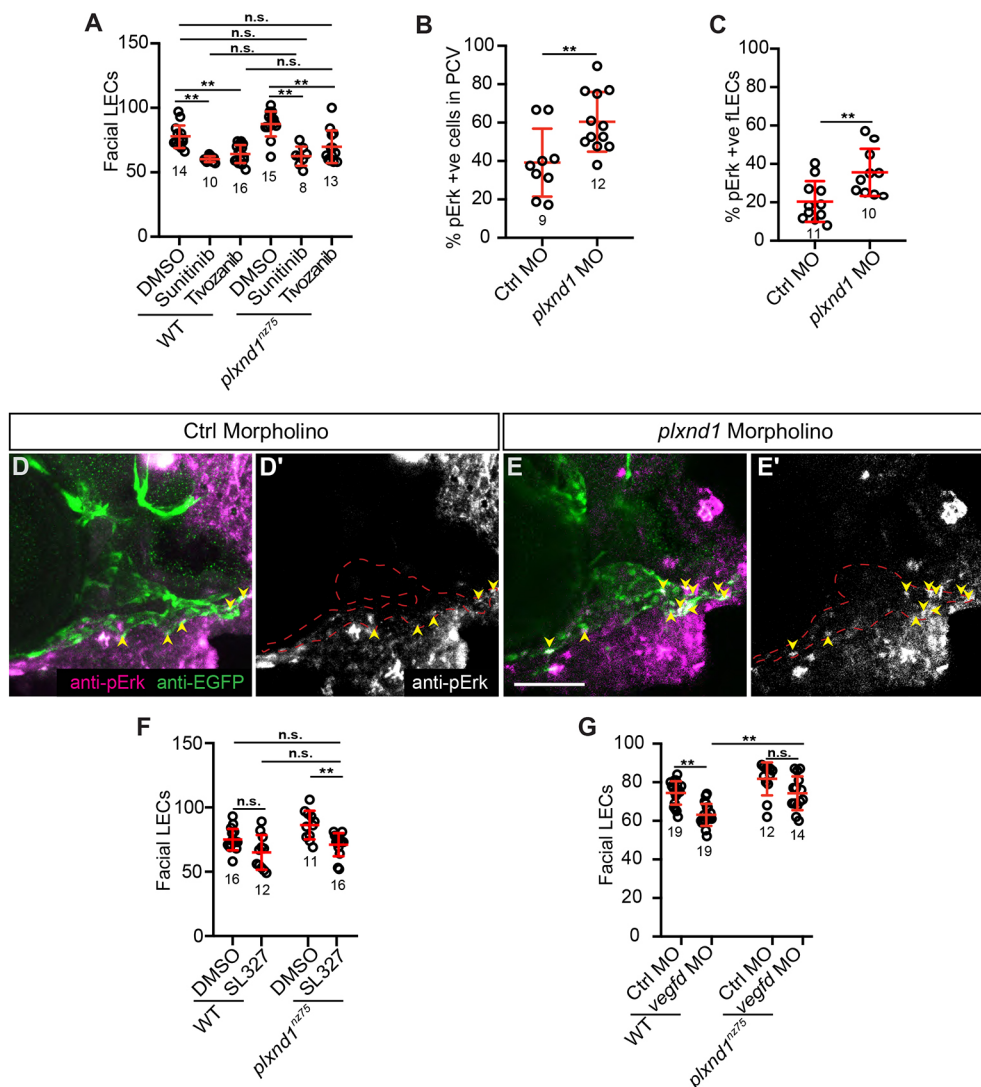 A
n.s.
n.s.
n.s.
n.s.
**
**
**
**
Facial LECs
150
100
50
0
14
10
16
15
8
13
DMSO
Sunitinib
Tivozanib
DMSO
Sunitinib
Tivozanib
WT
plxnd1nz75
B
**
% pErk +ve cells in PCV
100
80
60
40
20
0
9
12
Ctrl MO
plxnd1 MO
C
**
% pErk +ve fLECs
100
80
60
40
20
0
11
10
Ctrl MO
plxnd1 MO
Ctrl Morpholino
plxnd1 Morpholino
D
D'
E
E'
anti-pErk anti-EGFP
anti-pErk
F
n.s.
n.s.
n.s.
**
Facial LECs
150
100
50
0
16
12
11
16
DMSO
SL327
DMSO
SL327
WT
plxnd1nz75
G
**
**
n.s.
Facial LECs
100
80
60
40
20
0
19
19
12
14
Ctrl MO
vegfd MO
Ctrl MO
vegfd MO
WT
plxnd1nz75